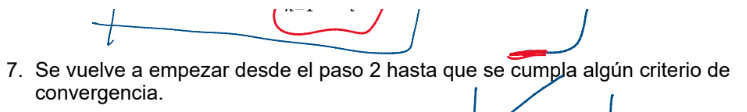 7. Se vuelve a empezar desde el paso 2 hasta que se cumpla algún criterio de
convergencia.